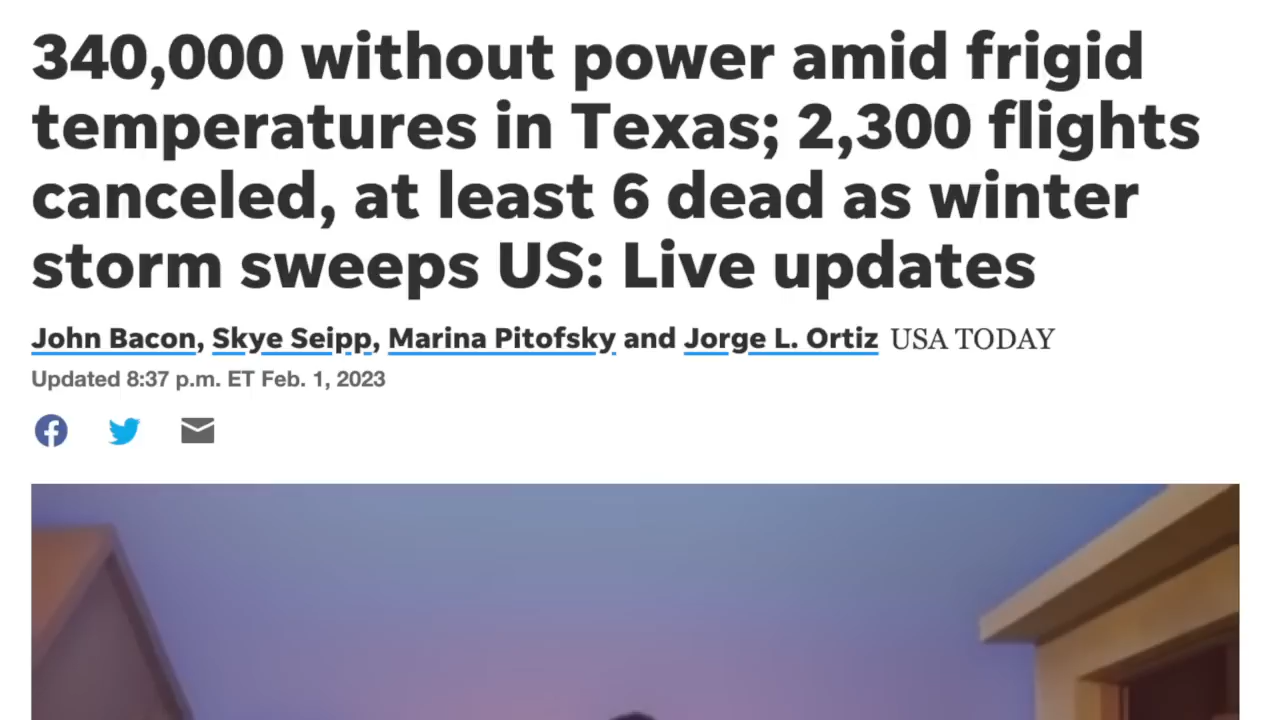 340,000 without power amid frigid
temperatures in Texas; 2,300 flights
canceled, at least 6 dead as winter
storm sweeps US: Live updates
John Bacon, Skye Seipp, Marina Pitofsky and Jorge L. Ortiz USA TODAY
Updated 8:37 p.m. ET Feb. 1, 2023